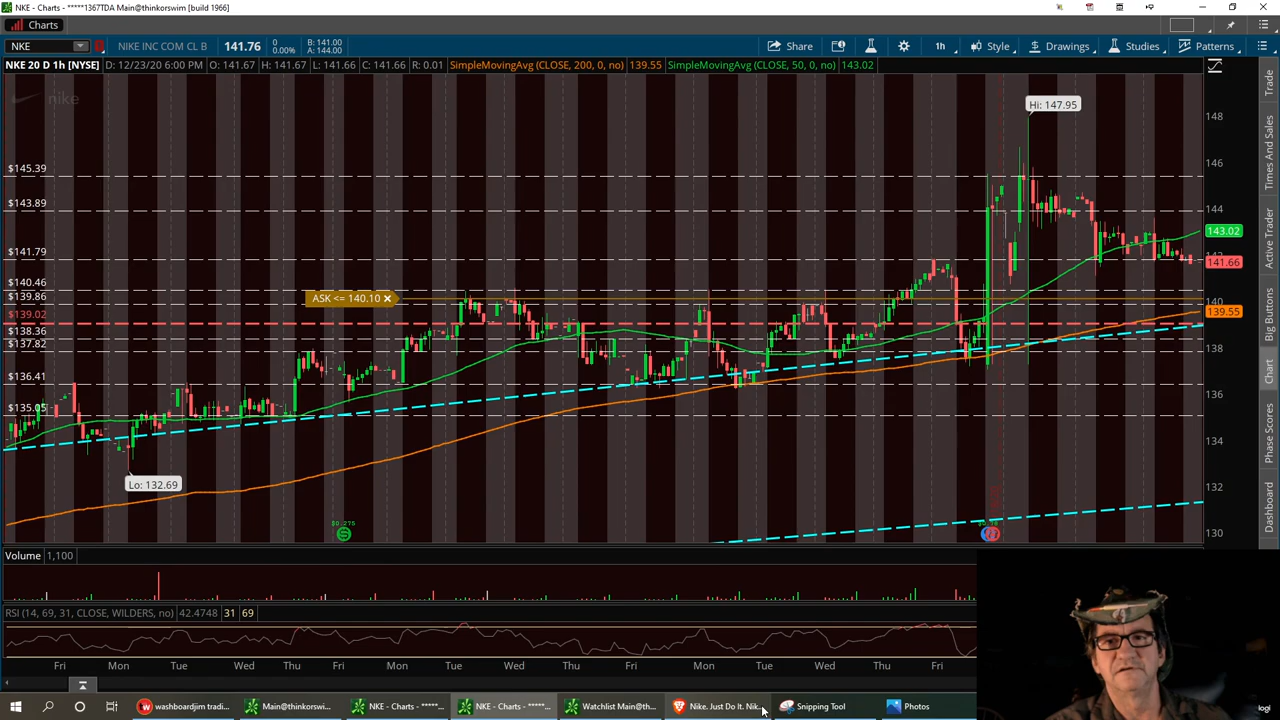 NKE - Charts - *****1367TDA Main@thinkorswim [build 1966]
Charts
NKE
NIKE INC COM CL B
141.76
0
0.00%
B: 141.00
A: 144.00
Share
1h
Style
Drawings
Studies
Patterns
NKE 20 D 1h [NYSE]
D: 12/23/20 6:00 PM
O: 141.67
H: 141.67
L: 141.66
C: 141.66
R: 0.01
SimpleMovingAvg (CLOSE, 200, 0, no)
139.55
SimpleMovingAvg (CLOSE, 50, 0, no)
143.02
nike
Hi: 147.95
$145.39
$143.89
$141.79
$140.46
$139.86
$139.02
$138.36
$137.82
$136.41
ASK <= 140.10
Lo: 132.69
$0.275
148
146
144
143.02
141.66
140
139.55
138
136
134
132
130
Trade
Times And Sales
Active Trader
Big Buttons
Chart
Phase Scores
Dashboard
Volume
1,100
RSI (14, 69, 31, CLOSE, WILDERS, no)
42.4748
31
69
Fri
Mon
Tue
Wed
Thu
Fri
Mon
Tue
Wed
Thu
Fri
Mon
Tue
Wed
Thu
Fri
washboardjim tradi...
Main@thinkorswi...
NKE - Charts - *****...
NKE - Charts - *****...
Watchlist Main@th...
Nike. Just Do It. Nik...
Snipping Tool
Photos
logi